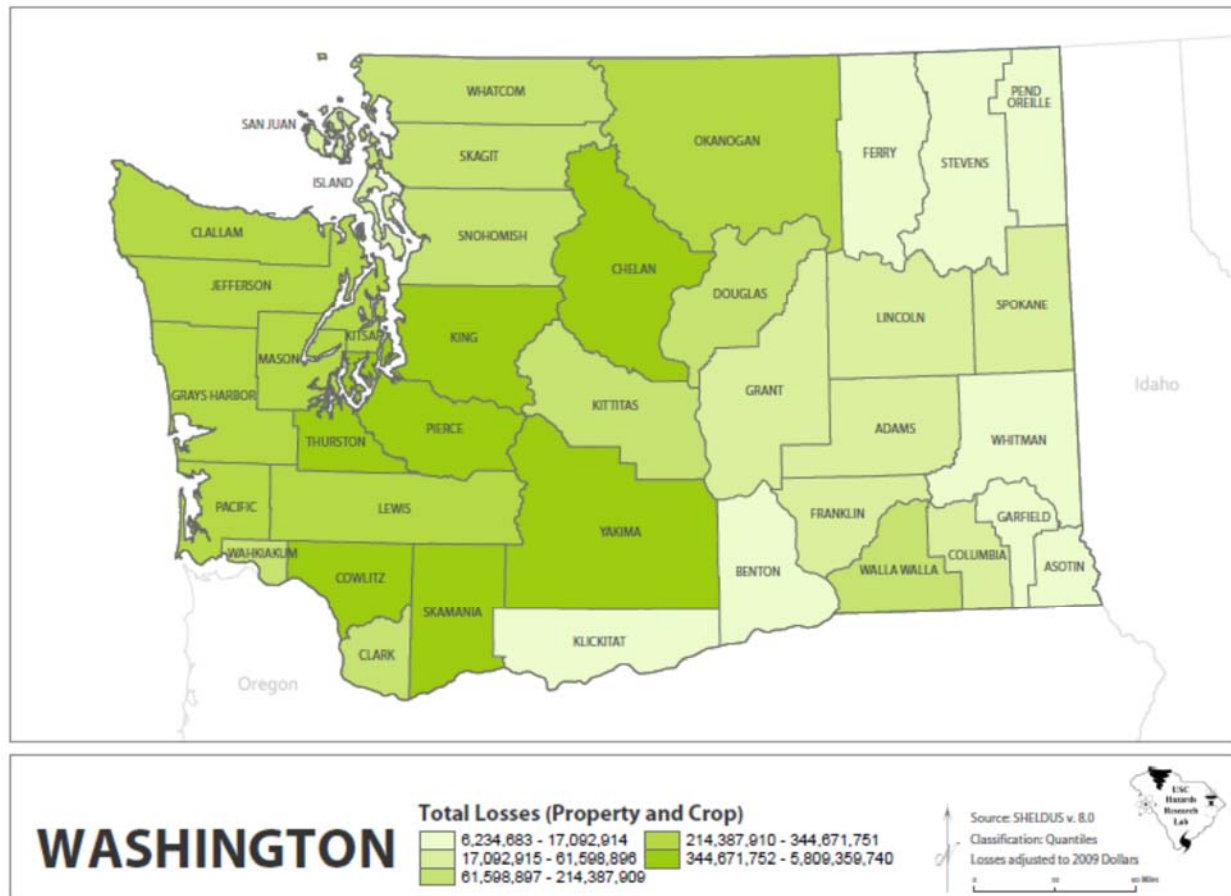 WHATCOM
PEND
OREILLE
SAN JUAN
OKANOGAN
FERRY
STEVENS
SKAGIT
ISLAND
CLALLAM
SNOHOMISH
CHELAN
JEFFERSON
DOUGLAS
SPOKANE
LINCOLN
KING
KITSAP
MASON
Idaho
GRAYS HARBOR
KITTITAS
GRANT
THURSTON
PIERCE
ADAMS
WHITMAN
PACIFIC
LEWIS
FRANKLIN
GARFIELD
YAKIMA
WAHKIAKUM
COLUMBIA
ASOTIN
COWLITZ
BENTON
WALLA WALLA
SKAMANIA
KLICKITAT
CLARK
Oregon
WASHINGTON
Total Losses (Property and Crop)
6,234,683 - 17,092,914
17,092,915 - 61,598,896
61,598,897 - 214,387,909
214,387,910 - 344,671,751
344,671,752 - 5,809,359,740
Source: SHELDUS v. 8.0
Classification: Quantiles
Losses adjusted to 2009 Dollars
0
60 Miles
USC
Hazards
Research
Lab